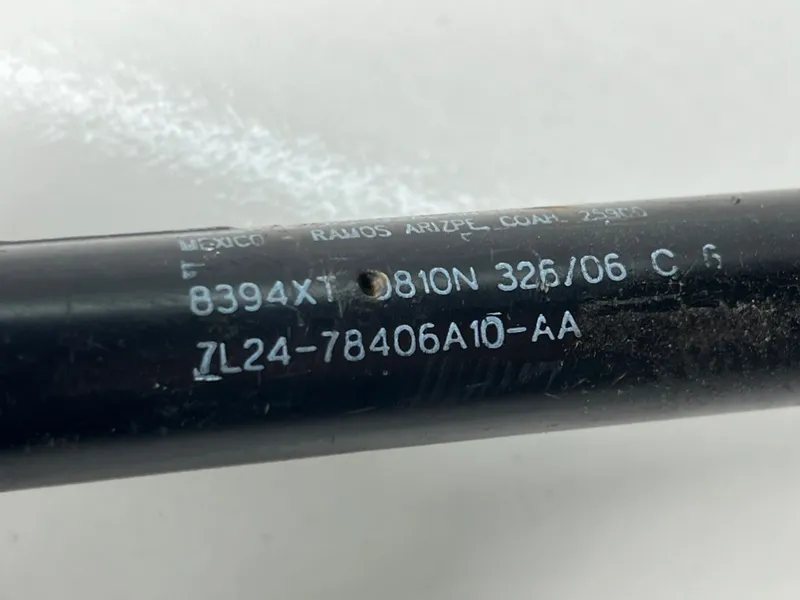 MEXICO - RAMOS ARIZPE, COAH. 25900
8394XT 0810N 326/06 C 6
7L24-78406A10-AA